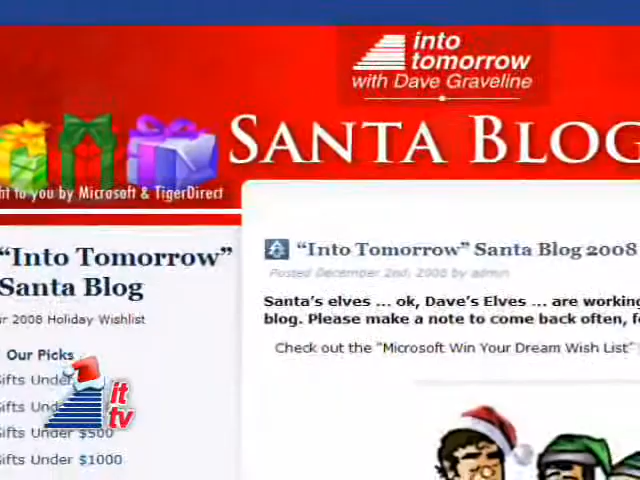 into
tomorrow
with Dave Graveline
SANTA BLOG
ht to you by Microsoft & TigerDirect
“Into Tomorrow”
Santa Blog
r 2008 Holiday Wishlist
Our Picks
ifts Under
ifts Und
ifts Under $500
ifts Under $1000
it
tv
“Into Tomorrow” Santa Blog 2008
Posted December 2nd, 2008 by admin
Santa’s elves ... ok, Dave’s Elves ... are working
blog. Please make a note to come back often, f
Check out the “Microsoft Win Your Dream Wish List”